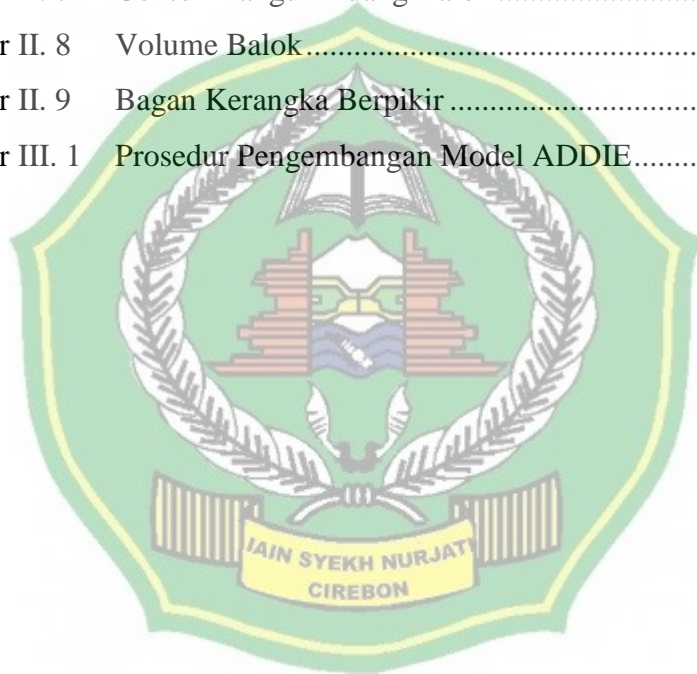 r II. 8 Volume Balok........................................................
r II. 9 Bagan Kerangka Berpikir....................................
r III. 1 Prosedur Pengembangan Model ADDIE.........
IAIN SYEKH NURJATI
CIREBON